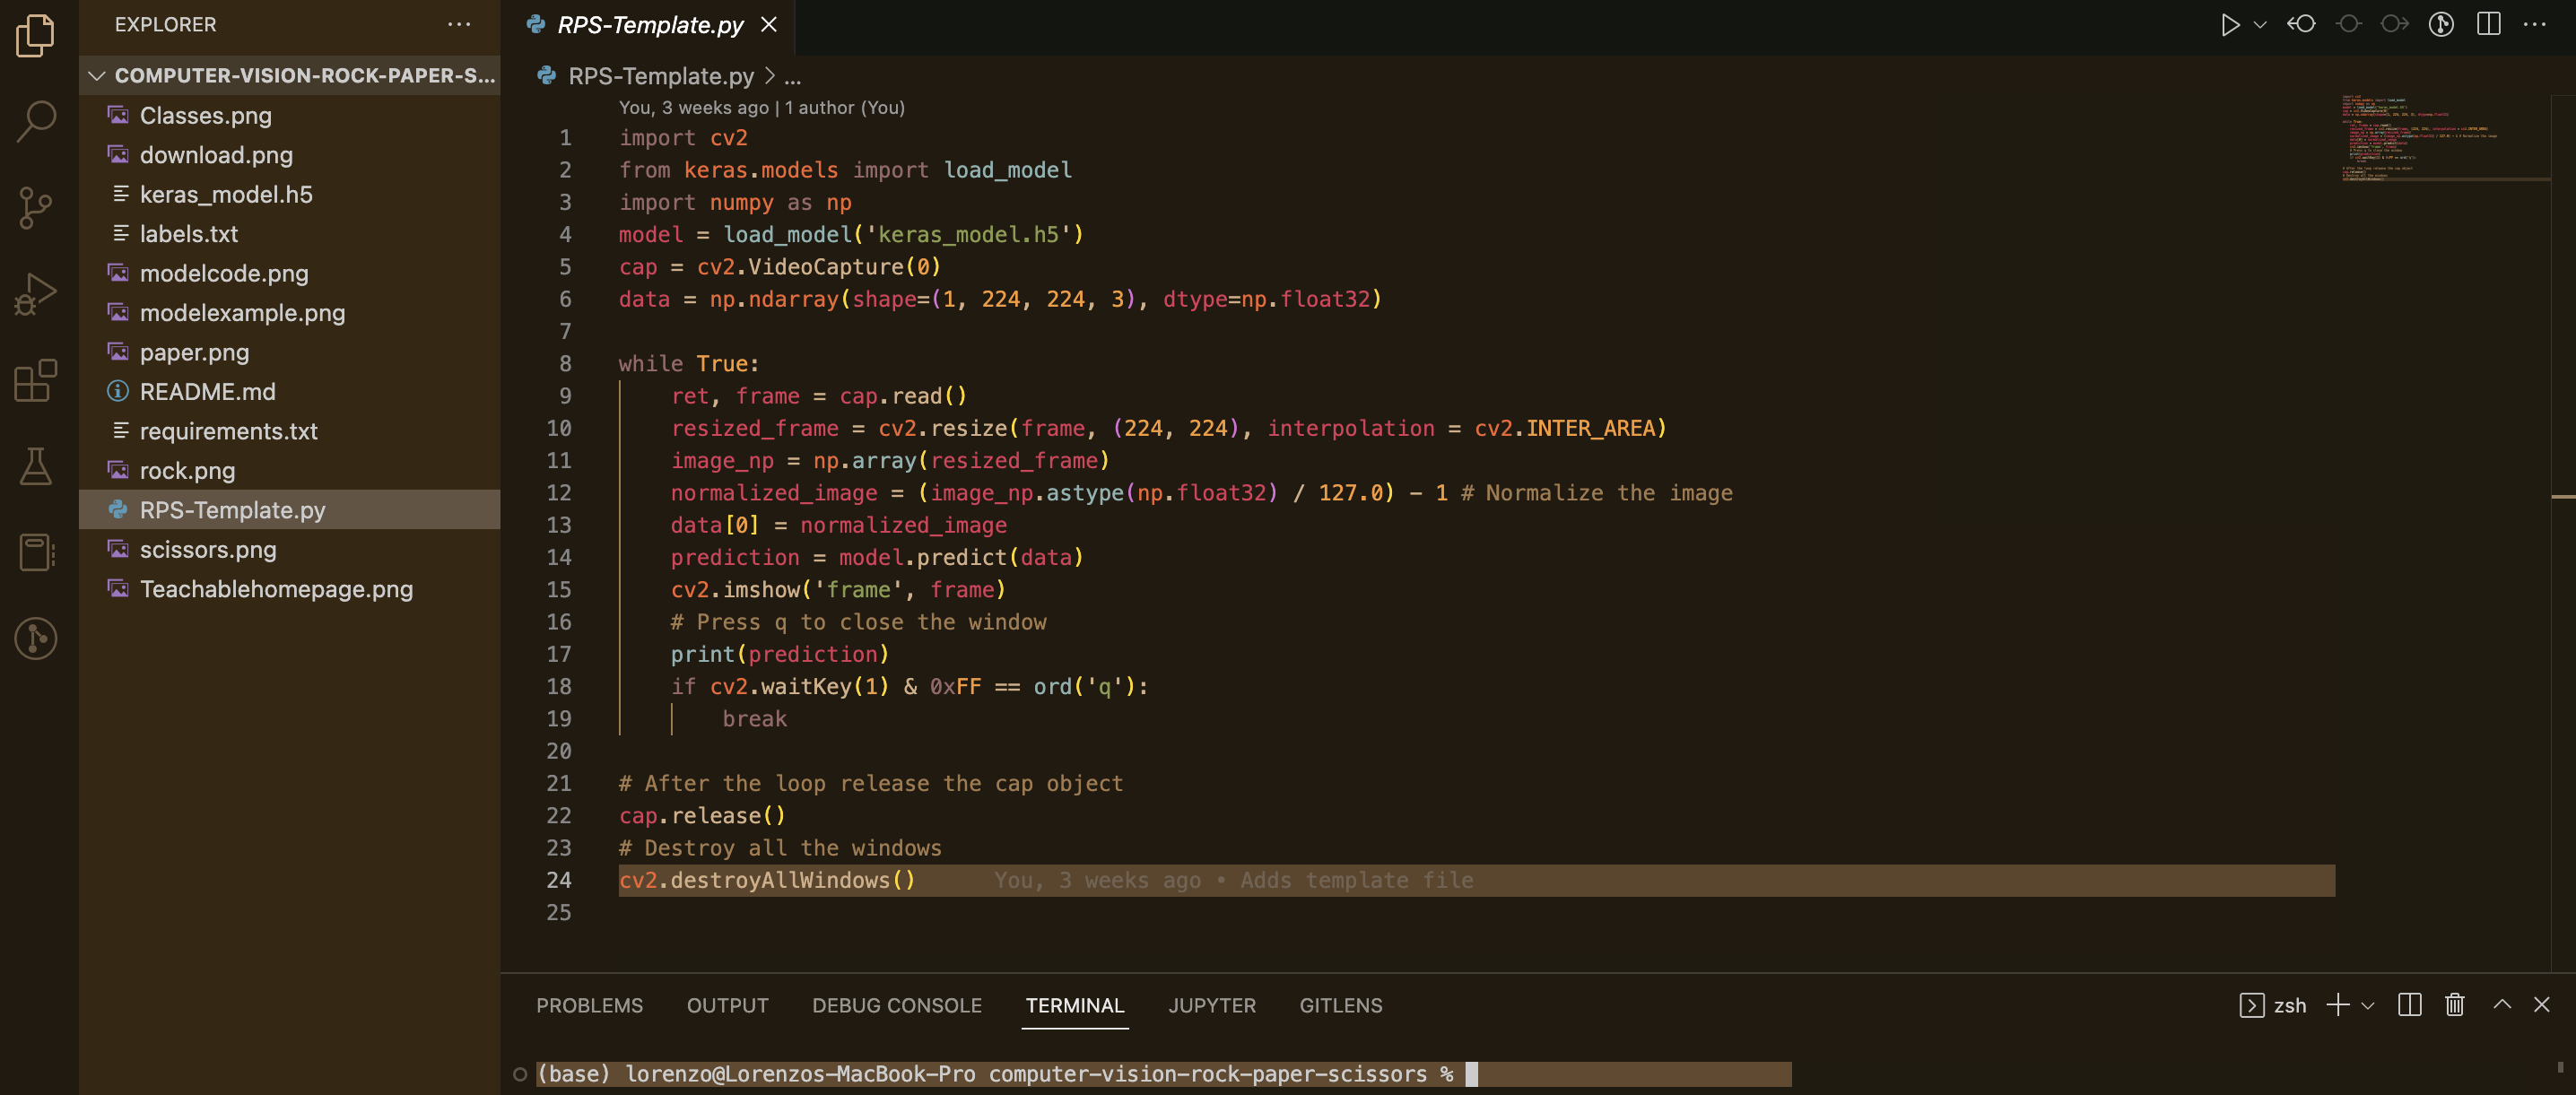 EXPLORER
COMPUTER-VISION-ROCK-PAPER-S...
Classes.png
download.png
keras_model.h5
labels.txt
modelcode.png
modelexample.png
paper.png
README.md
requirements.txt
rock.png
RPS-Template.py
scissors.png
Teachablehomepage.png
RPS-Template.py
RPS-Template.py > ...
You, 3 weeks ago | 1 author (You)
1 import cv2
2 from keras.models import load_model
3 import numpy as np
4 model = load_model('keras_model.h5')
5 cap = cv2.VideoCapture(0)
6 data = np.ndarray(shape=(1, 224, 224, 3), dtype=np.float32)
7
8 while True:
9     ret, frame = cap.read()
10     resized_frame = cv2.resize(frame, (224, 224), interpolation = cv2.INTER_AREA)
11     image_np = np.array(resized_frame)
12     normalized_image = (image_np.astype(np.float32) / 127.0) - 1 # Normalize the image
13     data[0] = normalized_image
14     prediction = model.predict(data)
15     cv2.imshow('frame', frame)
16     # Press q to close the window
17     print(prediction)
18     if cv2.waitKey(1) & 0xFF == ord('q'):
19         break
20
21 # After the loop release the cap object
22 cap.release()
23 # Destroy all the windows
24 cv2.destroyAllWindows() You, 3 weeks ago • Adds template file
25
PROBLEMS OUTPUT DEBUG CONSOLE TERMINAL JUPYTER GITLENS zsh
(base) lorenzo@Lorenzos-MacBook-Pro computer-vision-rock-paper-scissors %